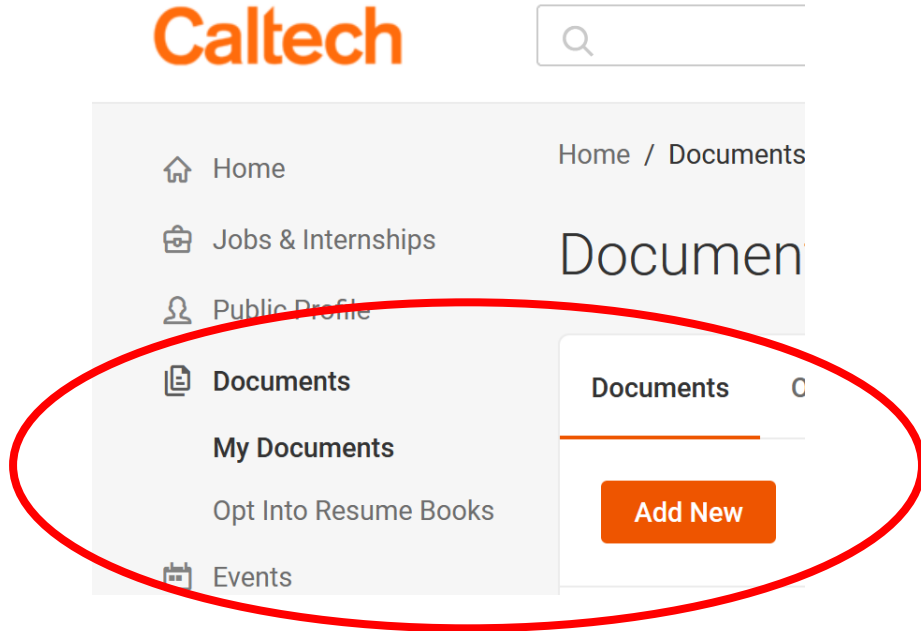 Caltech
Home
Jobs & Internships
Public Profile
Documents
My Documents
Opt Into Resume Books
Events
Home / Documents
Documen
Documents
Add New